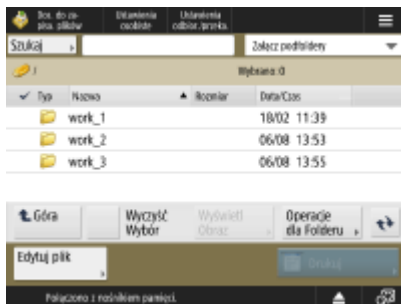 Dos. do za-
pisa. plików
Ustawienia
osobiste
Ustawienia
odbior./przeka.
Szukaj
Załącz podfoldery
/
Wybrano: 0
Typ Nazwa Rozmiar Data/Czas
work_1 18/02 11:39
work_2 06/08 13:53
work_3 06/08 13:55
Góra
Wyczyść
Wybór
Wyświetl
Obraz
Operacje
dla Folderu
Edytuj plik
Drukuj
Połączono z nośnikiem pamięci.